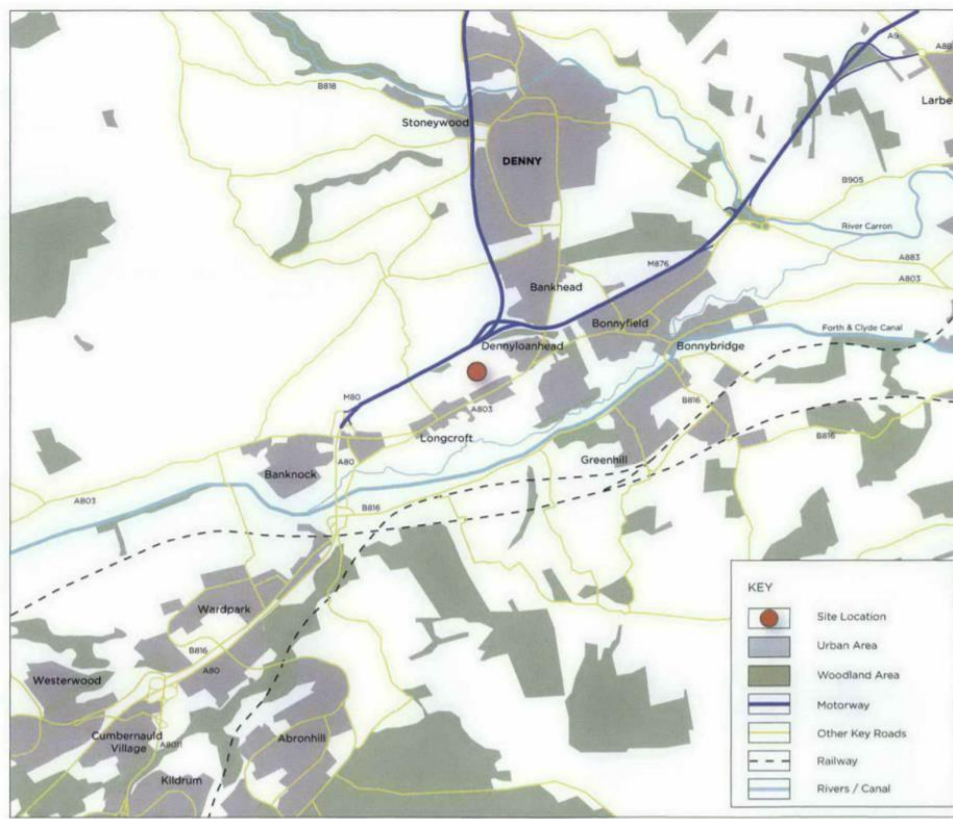 A9
A88
Larbe
B818
Stoneywood
DENNY
B905
River Carron
M876
A883
A803
Bankhead
Bonnyfield
Forth & Clyde Canal
Dennyloanhead
Bonnybridge
M80
A803
B816
Longcroft
B816
Greenhill
Banknock
A80
A803
B816
Wardpark
B816
A80
Westerwood
Cumbernauld
Village
A8011
Abronhill
Kildrum
KEY
Site Location
Urban Area
Woodland Area
Motorway
Other Key Roads
Railway
Rivers / Canal